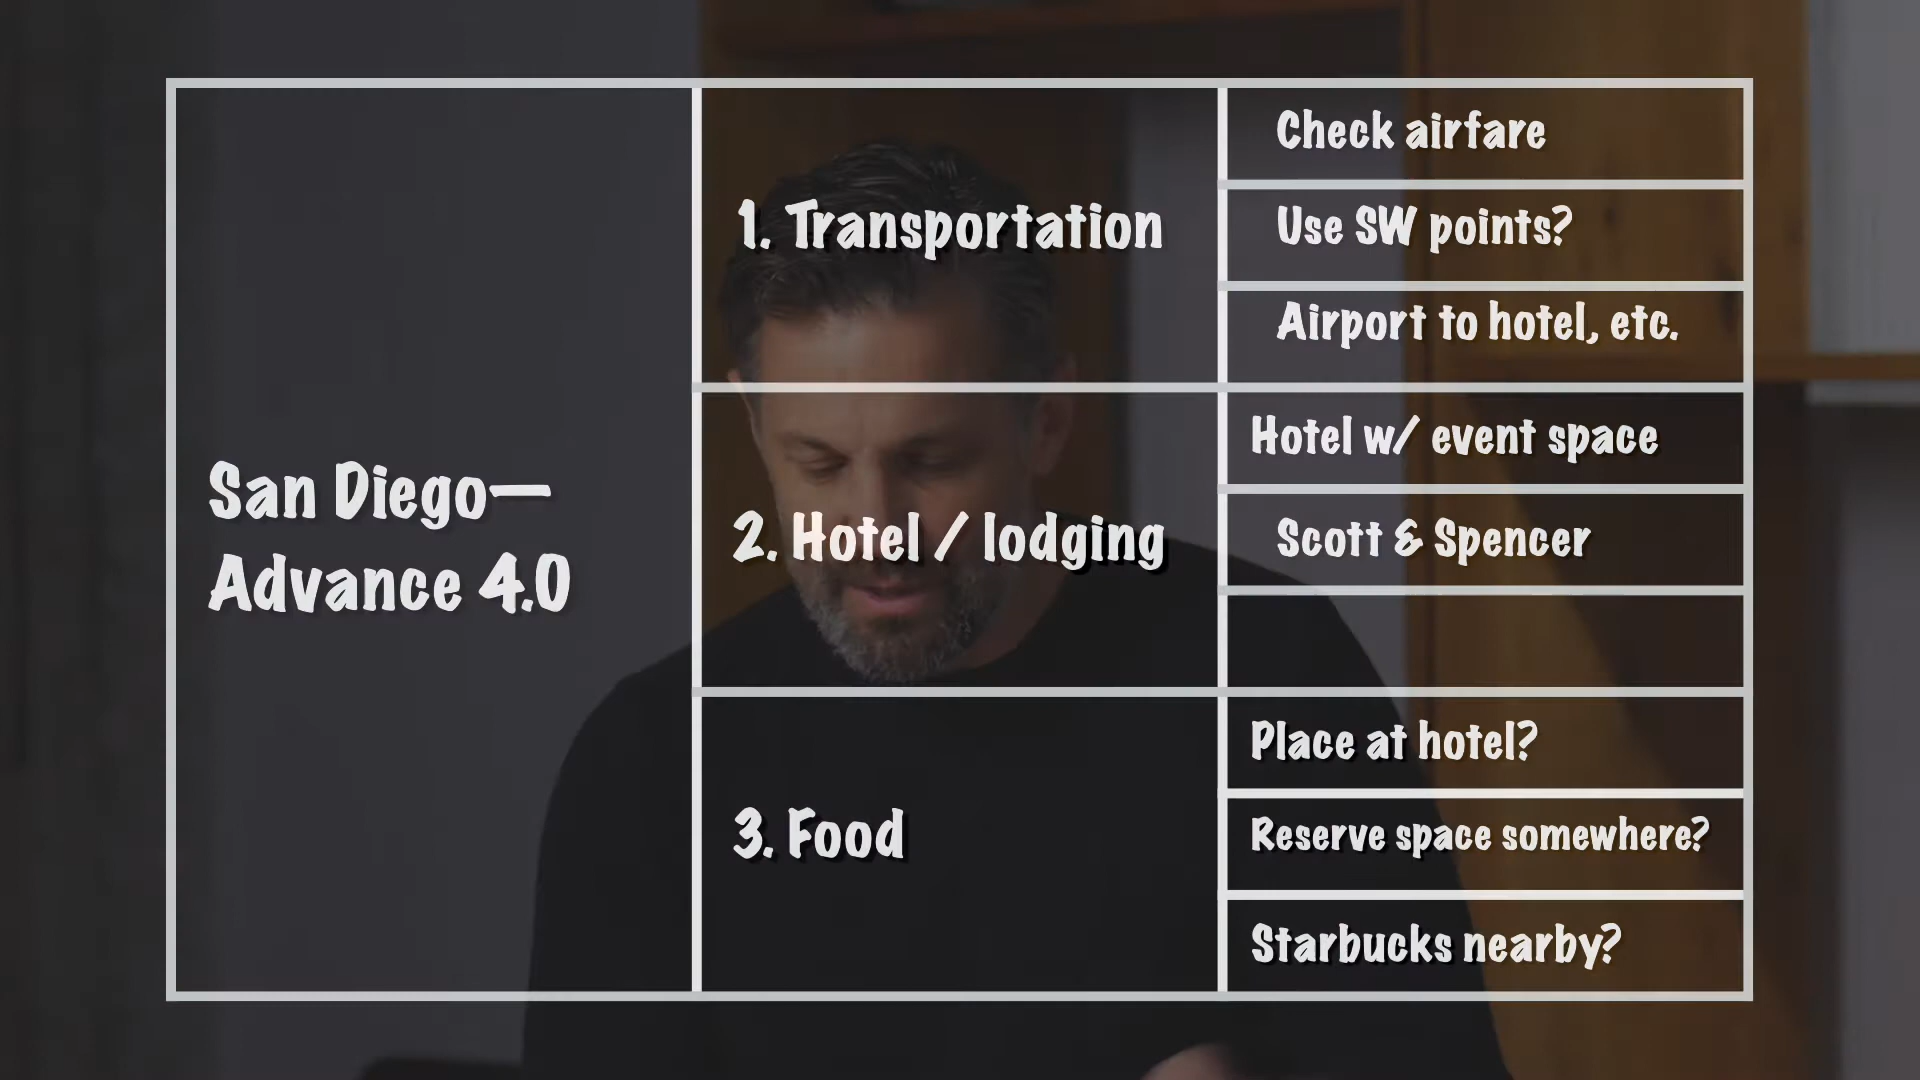 San Diego—
Advance 4.0
1. Transportation
Check airfare
Use SW points?
Airport to hotel, etc.
2. Hotel / lodging
Hotel w/ event space
Scott & Spencer
3. Food
Place at hotel?
Reserve space somewhere?
Starbucks nearby?